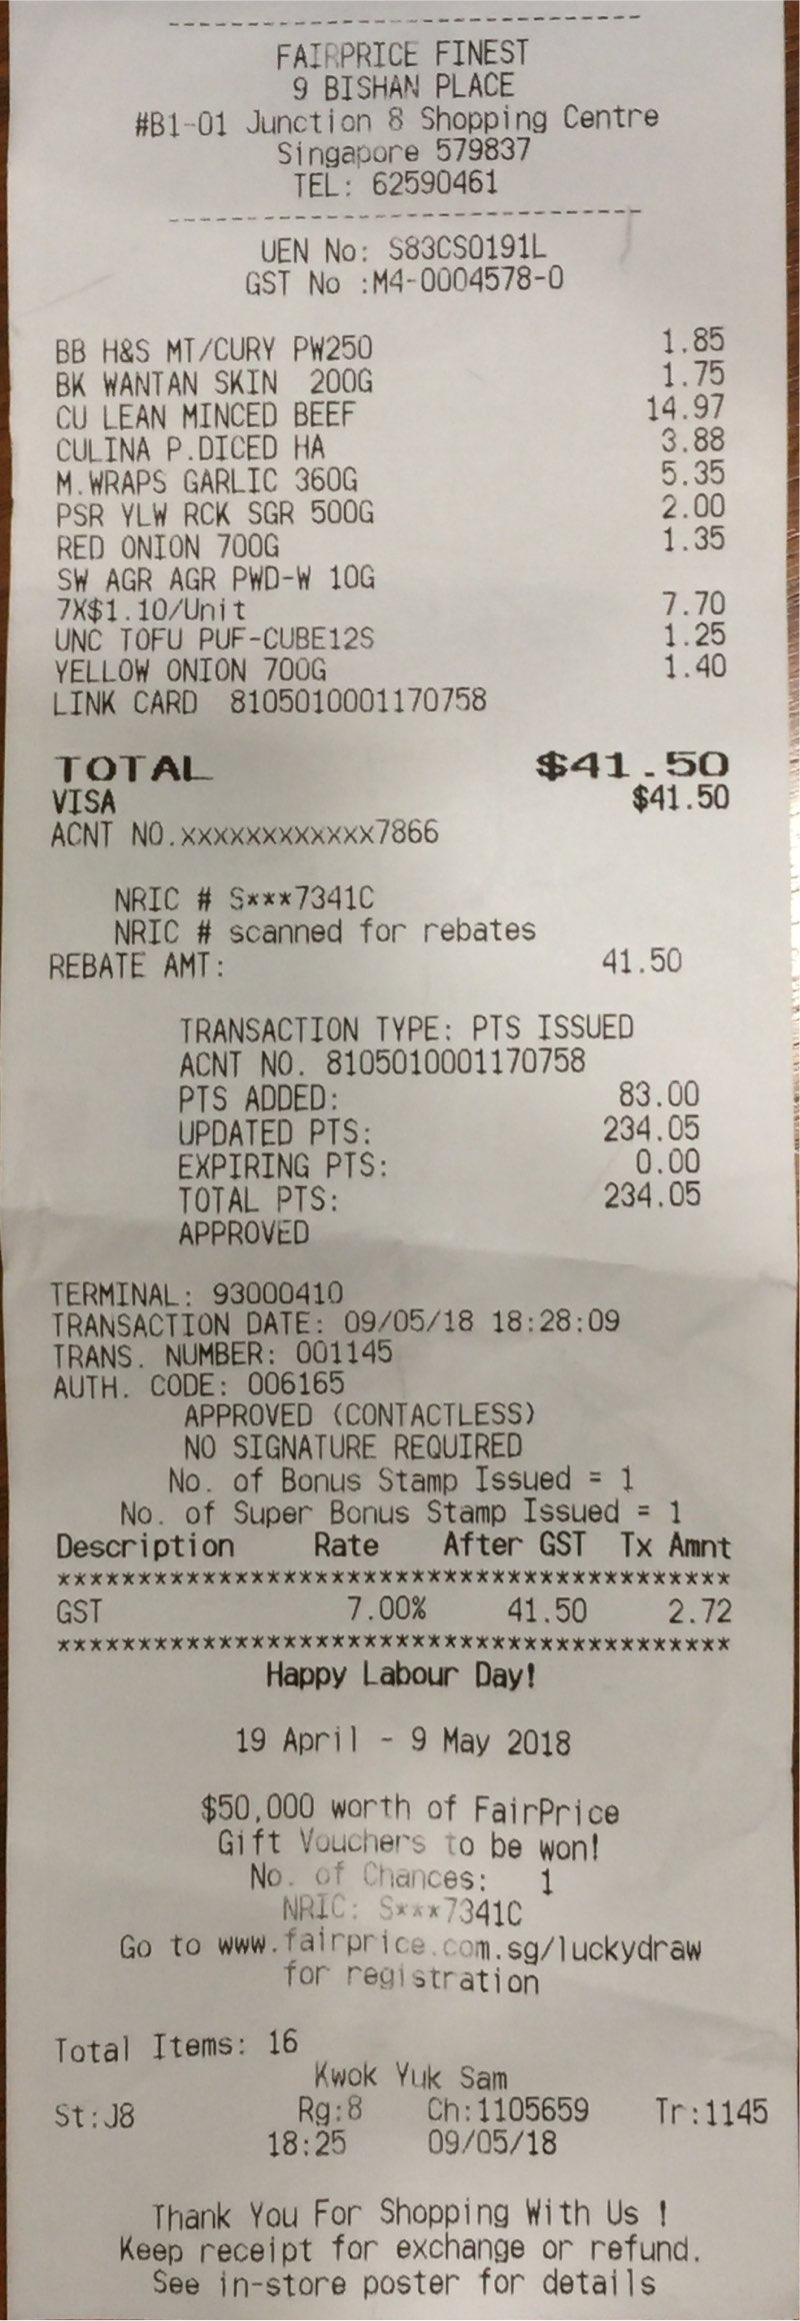 FAIRPRICE FINEST
9 BISHAN PLACE
#B1-01 Junction 8 Shopping Centre
Singapore 579837
TEL: 62590461
UEN No: S83CS0191L
GST No :M4-0004578-0
BB H&S MT/CURY PW250 1.85
BK WANTAN SKIN 200G 1.75
CU LEAN MINCED BEEF 14.97
CULINA P.DICED HA 3.88
M.WRAPS GARLIC 360G 5.35
PSR YLW RCK SGR 500G 2.00
RED ONION 700G 1.35
SW AGR AGR PWD-W 10G
7X$1.10/Unit 7.70
UNC TOFU PUF-CUBE12S 1.25
YELLOW ONION 700G 1.40
LINK CARD 8105010001170758
TOTAL $41.50
VISA $41.50
ACNT NO.xxxxxxxxxxxx7866
NRIC # S***7341C
NRIC # scanned for rebates
REBATE AMT: 41.50
TRANSACTION TYPE: PTS ISSUED
ACNT NO. 8105010001170758
PTS ADDED: 83.00
UPDATED PTS: 234.05
EXPIRING PTS: 0.00
TOTAL PTS: 234.05
APPROVED
TERMINAL: 93000410
TRANSACTION DATE: 09/05/18 18:28:09
TRANS. NUMBER: 001145
AUTH. CODE: 006165
APPROVED (CONTACTLESS)
NO SIGNATURE REQUIRED
No. of Bonus Stamp Issued = 1
No. of Super Bonus Stamp Issued = 1
Description Rate After GST Tx Amnt
******************************************
GST 7.00% 41.50 2.72
******************************************
Happy Labour Day!
19 April - 9 May 2018
$50,000 worth of FairPrice
Gift Vouchers to be won!
No. of Chances: 1
NRIC: S***7341C
Go to www.fairprice.com.sg/luckydraw
for registration
Total Items: 16
Kwok Yuk Sam
St:J8 Rg:8 Ch:1105659 Tr:1145
18:25 09/05/18
Thank You For Shopping With Us !
Keep receipt for exchange or refund.
See in-store poster for details